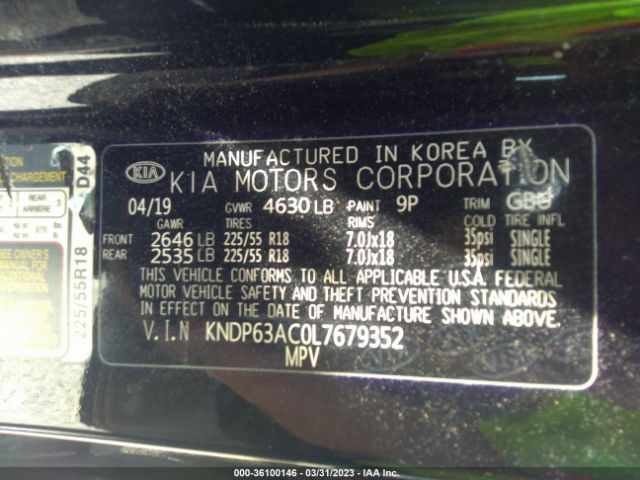 MANUFACTURED IN KOREA BY
KIA KIA MOTORS CORPORATION
04/19 GVWR 4630 LB PAINT 9P TRIM
GAWR TIRES RIMS COLD TIRE INFL
FRONT 2646 LB 225/55 R18 7.0Jx18 35psi SINGLE
REAR 2535 LB 225/55 R18 7.0Jx18 35psi SINGLE
THIS VEHICLE CONFORMS TO ALL APPLICABLE U.S.A. FEDERAL
MOTOR VEHICLE SAFETY AND THEFT PREVENTION STANDARDS
IN EFFECT ON THE DATE OF MANUFACTURE SHOWN ABOVE.
V.I.N KNDP63AC0L7679352
MPV
D44
225/55R18
REAR
ARRIÈRE 3
000-36100146 - 03/31/2023 - IAA Inc.